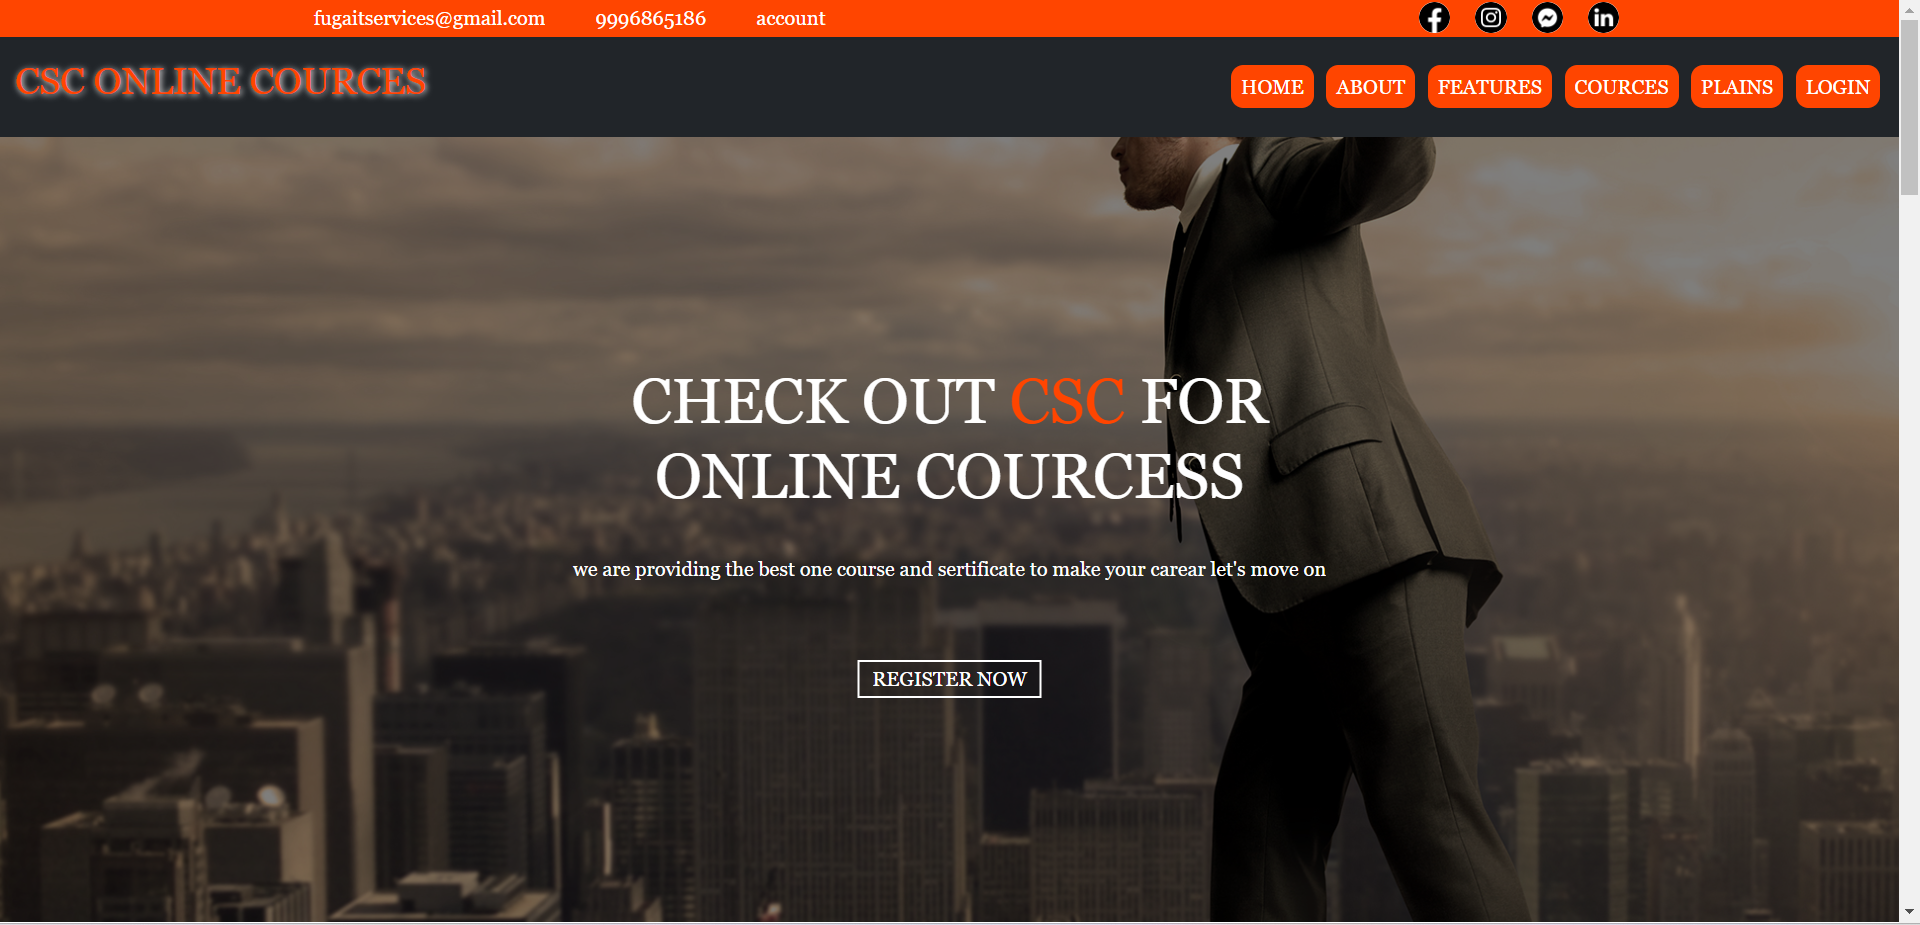 fugaitservices@gmail.com 9996865186 account
CSC ONLINE COURCES
HOME ABOUT FEATURES COURCES PLAINS LOGIN
CHECK OUT CSC FOR
ONLINE COURCESS
we are providing the best one course and sertificate to make your carear let's move on
REGISTER NOW